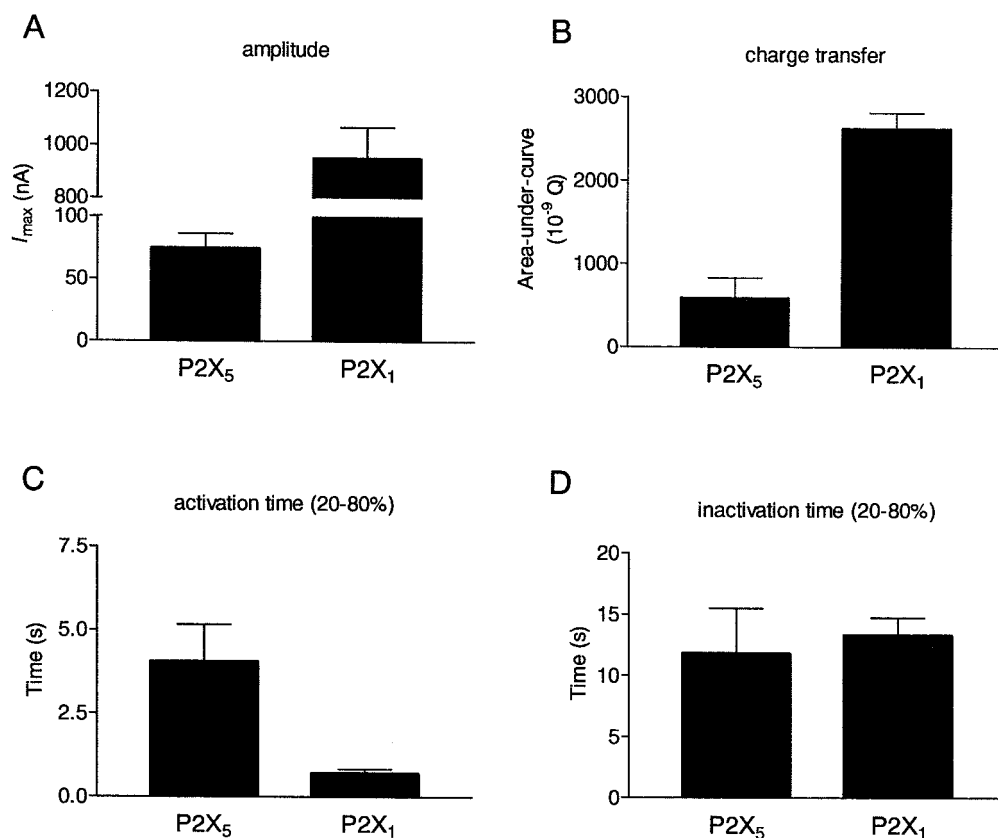 A
amplitude
1200
1000
800
100
50
0
I_max (nA)
P2X₅
P2X₁
B
charge transfer
3000
2000
1000
0
Area-under-curve
(10⁻⁹ Q)
P2X₅
P2X₁
C
activation time (20-80%)
7.5
5.0
2.5
0.0
Time (s)
P2X₅
P2X₁
D
inactivation time (20-80%)
20
15
10
5
0
Time (s)
P2X₅
P2X₁